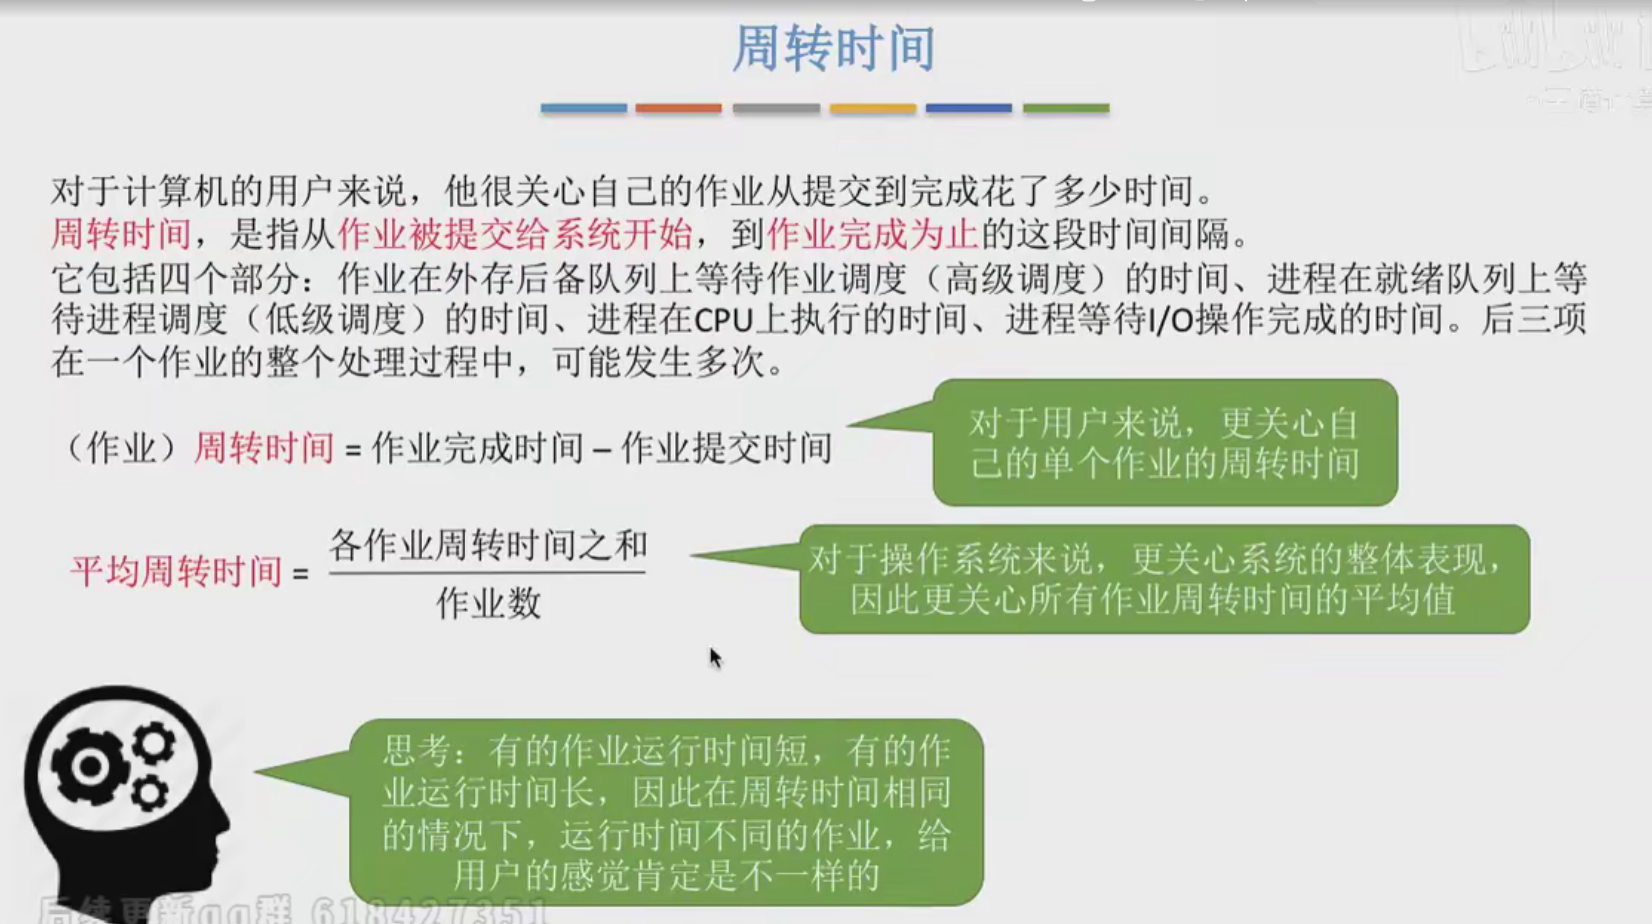 周转时间
对于计算机的用户来说，他很关心自己的作业从提交到完成花了多少时间。
周转时间，是指从作业被提交给系统开始，到作业完成为止的这段时间间隔。
它包括四个部分：作业在外存后备队列上等待作业调度（高级调度）的时间、进程在就绪队列上等
待进程调度（低级调度）的时间、进程在CPU上执行的时间、进程等待I/O操作完成的时间。后三项
在一个作业的整个处理过程中，可能发生多次。
（作业）周转时间 = 作业完成时间 – 作业提交时间
对于用户来说，更关心自
己的单个作业的周转时间
平均周转时间 =
各作业周转时间之和
作业数
对于操作系统来说，更关心系统的整体表现，
因此更关心所有作业周转时间的平均值
思考：有的作业运行时间短，有的作
业运行时间长，因此在周转时间相同
的情况下，运行时间不同的作业，给
用户的感觉肯定是不一样的
后续更新qq群 618427351